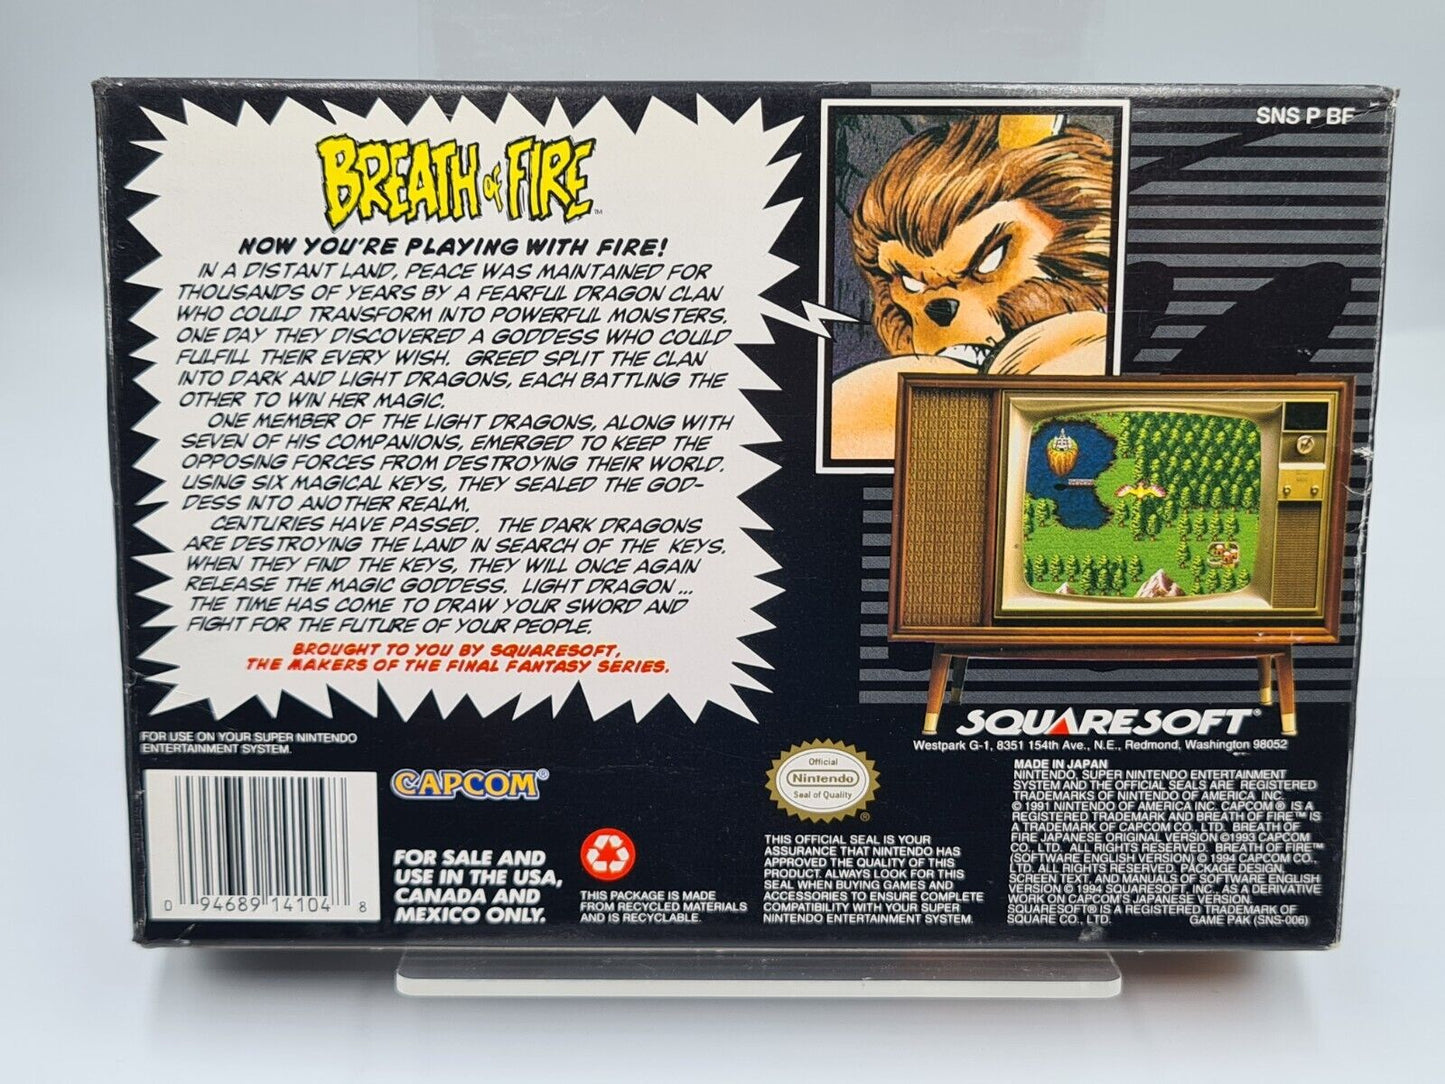 SNS P BF
BREATH OF FIRE™
NOW YOU'RE PLAYING WITH FIRE!
IN A DISTANT LAND, PEACE WAS MAINTAINED FOR
THOUSANDS OF YEARS BY A FEARFUL DRAGON CLAN
WHO COULD TRANSFORM INTO POWERFUL MONSTERS.
ONE DAY THEY DISCOVERED A GODDESS WHO COULD
FULFILL THEIR EVERY WISH. GREED SPLIT THE CLAN
INTO DARK AND LIGHT DRAGONS, EACH BATTLING THE
OTHER TO WIN HER MAGIC.
ONE MEMBER OF THE LIGHT DRAGONS, ALONG WITH
SEVEN OF HIS COMPANIONS, EMERGED TO KEEP THE
OPPOSING FORCES FROM DESTROYING THEIR WORLD.
USING SIX MAGICAL KEYS, THEY SEALED THE GOD-
DESS INTO ANOTHER REALM.
CENTURIES HAVE PASSED. THE DARK DRAGONS
ARE DESTROYING THE LAND IN SEARCH OF THE KEYS.
WHEN THEY FIND THE KEYS, THEY WILL ONCE AGAIN
RELEASE THE MAGIC GODDESS. LIGHT DRAGON ...
THE TIME HAS COME TO DRAW YOUR SWORD AND
FIGHT FOR THE FUTURE OF YOUR PEOPLE.
BROUGHT TO YOU BY SQUARESOFT,
THE MAKERS OF THE FINAL FANTASY SERIES.
SQUARESOFT®
Westpark G-1, 8351 154th Ave., N.E., Redmond, Washington 98052
FOR USE ON YOUR SUPER NINTENDO
ENTERTAINMENT SYSTEM.
0 94689 14104 8
CAPCOM®
FOR SALE AND
USE IN THE USA,
CANADA AND
MEXICO ONLY.
THIS PACKAGE IS MADE
FROM RECYCLED MATERIALS
AND IS RECYCLABLE.
Official
Nintendo
Seal of Quality
®
THIS OFFICIAL SEAL IS YOUR
ASSURANCE THAT NINTENDO HAS
APPROVED THE QUALITY OF THIS
PRODUCT. ALWAYS LOOK FOR THIS
SEAL WHEN BUYING GAMES AND
ACCESSORIES TO ENSURE COMPLETE
COMPATIBILITY WITH YOUR SUPER
NINTENDO ENTERTAINMENT SYSTEM.
MADE IN JAPAN
NINTENDO, SUPER NINTENDO ENTERTAINMENT
SYSTEM AND THE OFFICIAL SEALS ARE REGISTERED
TRADEMARKS OF NINTENDO OF AMERICA INC.
© 1991 NINTENDO OF AMERICA INC. CAPCOM ® IS A
REGISTERED TRADEMARK AND BREATH OF FIRE™ IS
A TRADEMARK OF CAPCOM CO., LTD. BREATH OF
FIRE JAPANESE ORIGINAL VERSION ©1993 CAPCOM
CO., LTD. ALL RIGHTS RESERVED. BREATH OF FIRE™
(SOFTWARE ENGLISH VERSION) © 1994 CAPCOM CO.,
LTD. ALL RIGHTS RESERVED. PACKAGE DESIGN,
SCREEN TEXT, AND MANUALS OF SOFTWARE ENGLISH
VERSION © 1994 SQUARESOFT, INC., AS A DERIVATIVE
WORK ON CAPCOM'S JAPANESE VERSION.
SQUARESOFT® IS A REGISTERED TRADEMARK OF
SQUARE CO., LTD. GAME PAK (SNS-006)